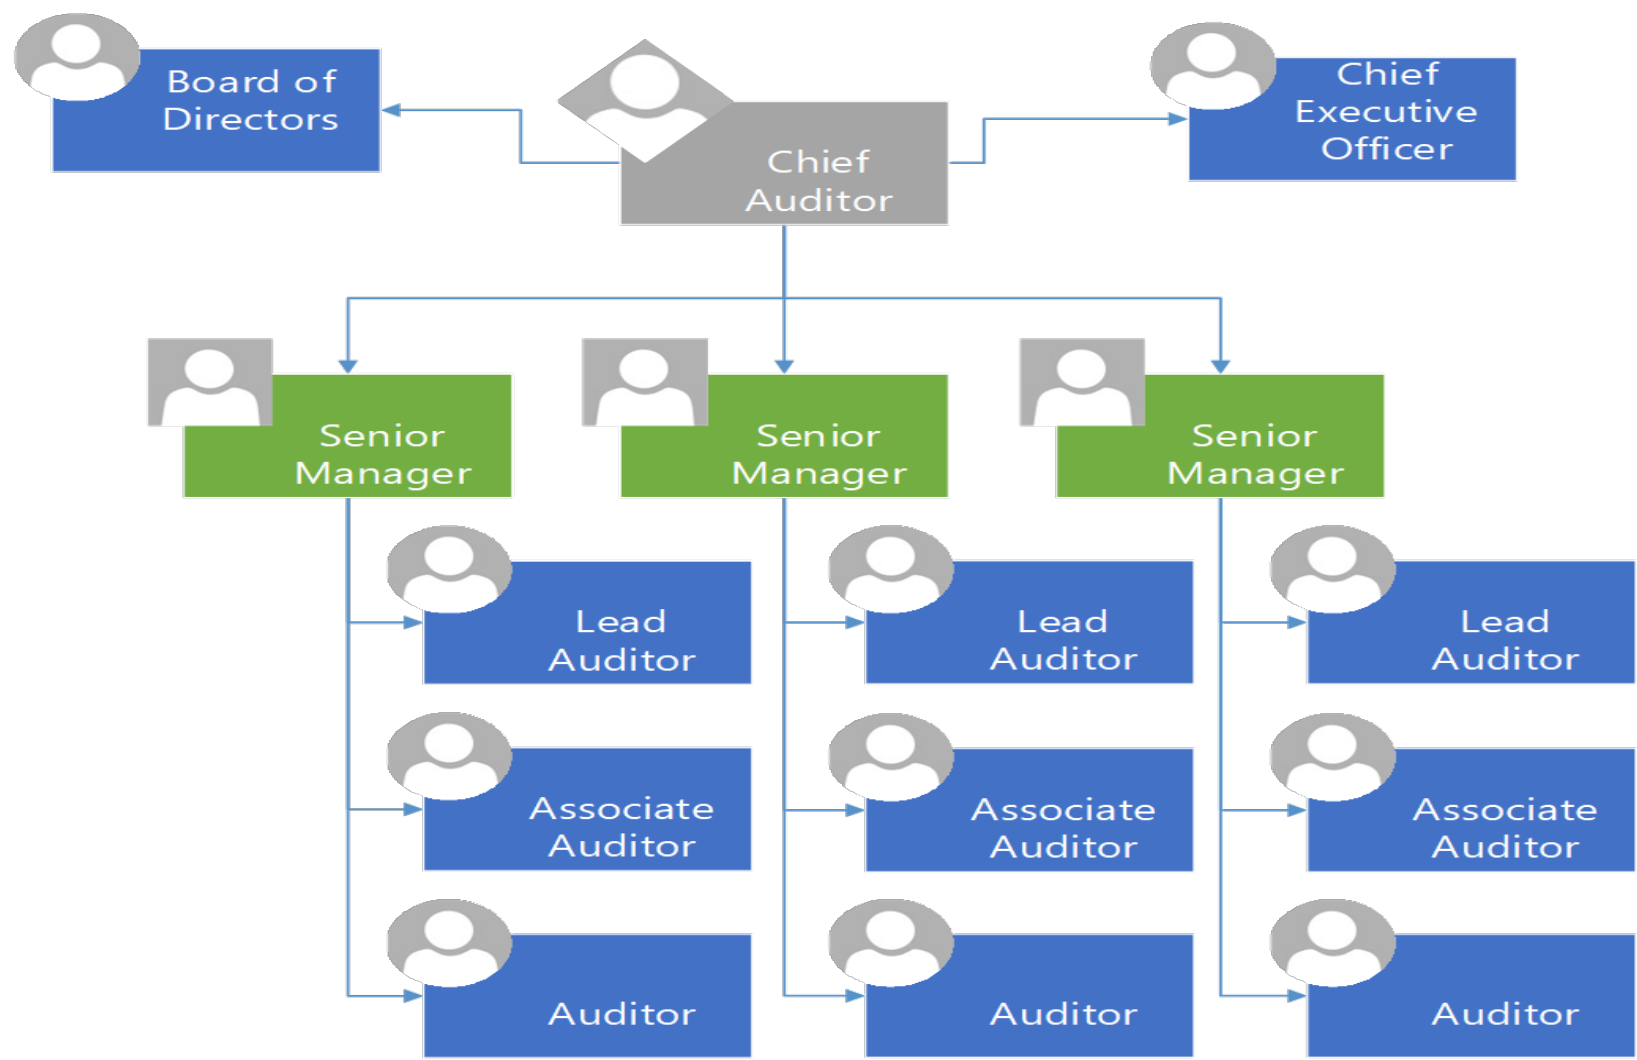 Board of
Directors
Chief
Auditor
Chief
Executive
Officer
Senior
Manager
Senior
Manager
Senior
Manager
Lead
Auditor
Lead
Auditor
Lead
Auditor
Associate
Auditor
Associate
Auditor
Associate
Auditor
Auditor
Auditor
Auditor